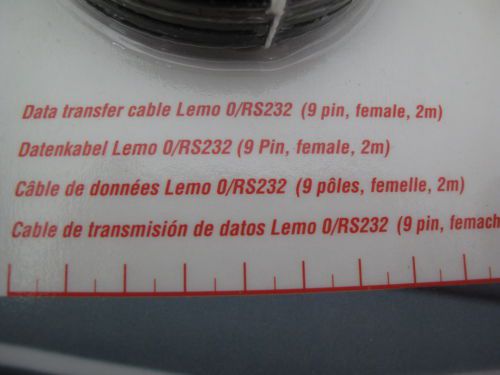 Data transfer cable Lemo 0/RS232 (9 pin, female, 2m)
Datenkabel Lemo 0/RS232 (9 Pin, female, 2m)
Câble de données Lemo 0/RS232 (9 pôles, femelle, 2m)
Cable de transmisión de datos Lemo 0/RS232 (9 pin, femach